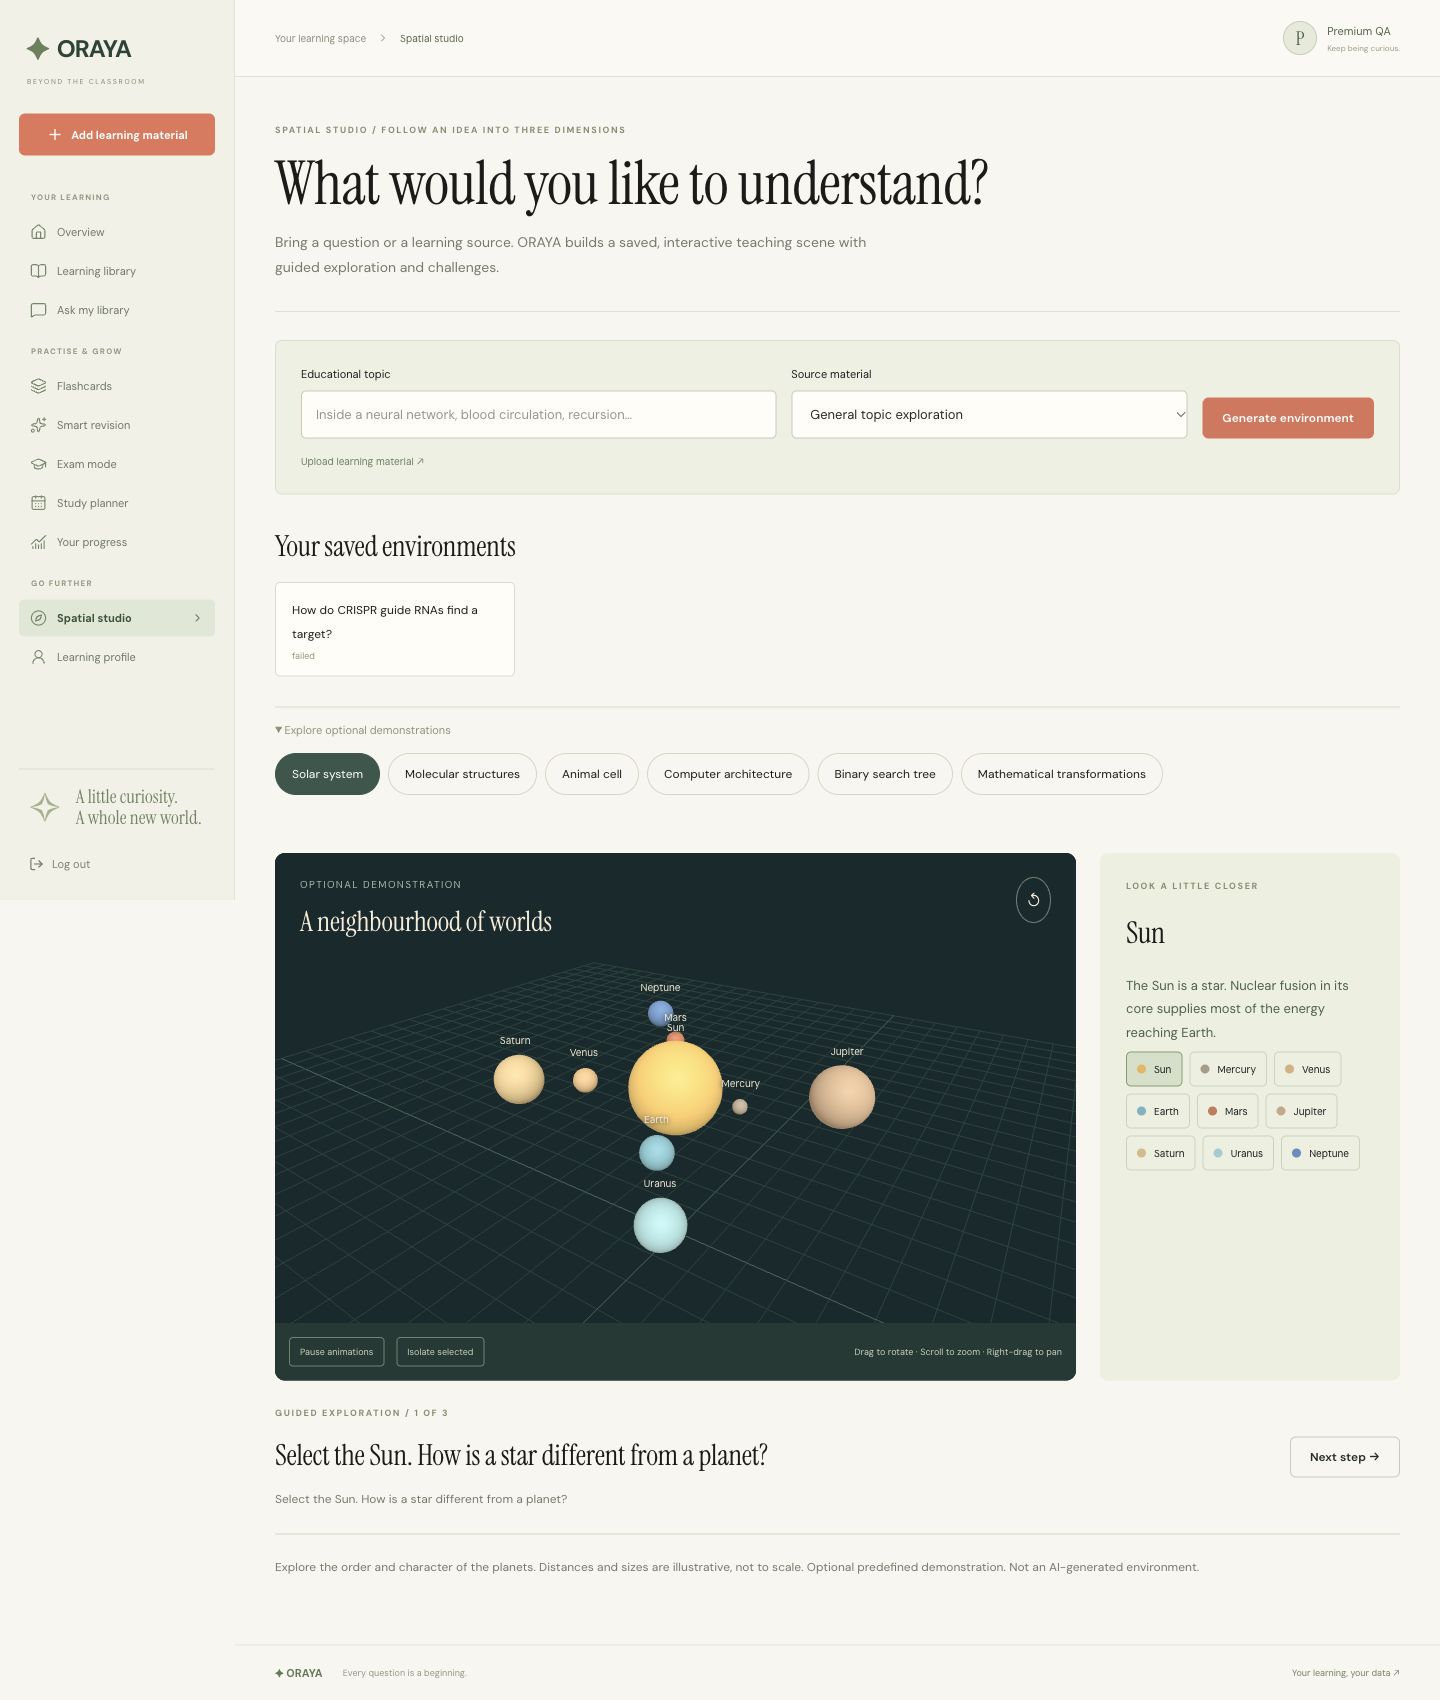 ORAYA
BEYOND THE CLASSROOM
Add learning material
YOUR LEARNING
Overview
Learning library
Ask my library
PRACTISE & GROW
Flashcards
Smart revision
Exam mode
Study planner
Your progress
GO FURTHER
Spatial studio
Learning profile
A little curiosity.
A whole new world.
Log out
Your learning space > Spatial studio
P
Premium QA
Keep being curious.
SPATIAL STUDIO / FOLLOW AN IDEA INTO THREE DIMENSIONS
What would you like to understand?
Bring a question or a learning source. ORAYA builds a saved, interactive teaching scene with
guided exploration and challenges.
Educational topic
Inside a neural network, blood circulation, recursion...
Upload learning material ↗
Source material
General topic exploration
Generate environment
Your saved environments
How do CRISPR guide RNAs find a
target?
failed
▼ Explore optional demonstrations
Solar system
Molecular structures
Animal cell
Computer architecture
Binary search tree
Mathematical transformations
OPTIONAL DEMONSTRATION
A neighbourhood of worlds
Neptune
Mars
Sun
Saturn
Venus
Jupiter
Mercury
Earth
Uranus
Pause animations
Isolate selected
Drag to rotate · Scroll to zoom · Right-drag to pan
LOOK A LITTLE CLOSER
Sun
The Sun is a star. Nuclear fusion in its
core supplies most of the energy
reaching Earth.
Sun
Mercury
Venus
Earth
Mars
Jupiter
Saturn
Uranus
Neptune
GUIDED EXPLORATION / 1 OF 3
Select the Sun. How is a star different from a planet?
Next step →
Select the Sun. How is a star different from a planet?
Explore the order and character of the planets. Distances and sizes are illustrative, not to scale. Optional predefined demonstration. Not an AI-generated environment.
ORAYA
Every question is a beginning.
Your learning, your data ↗